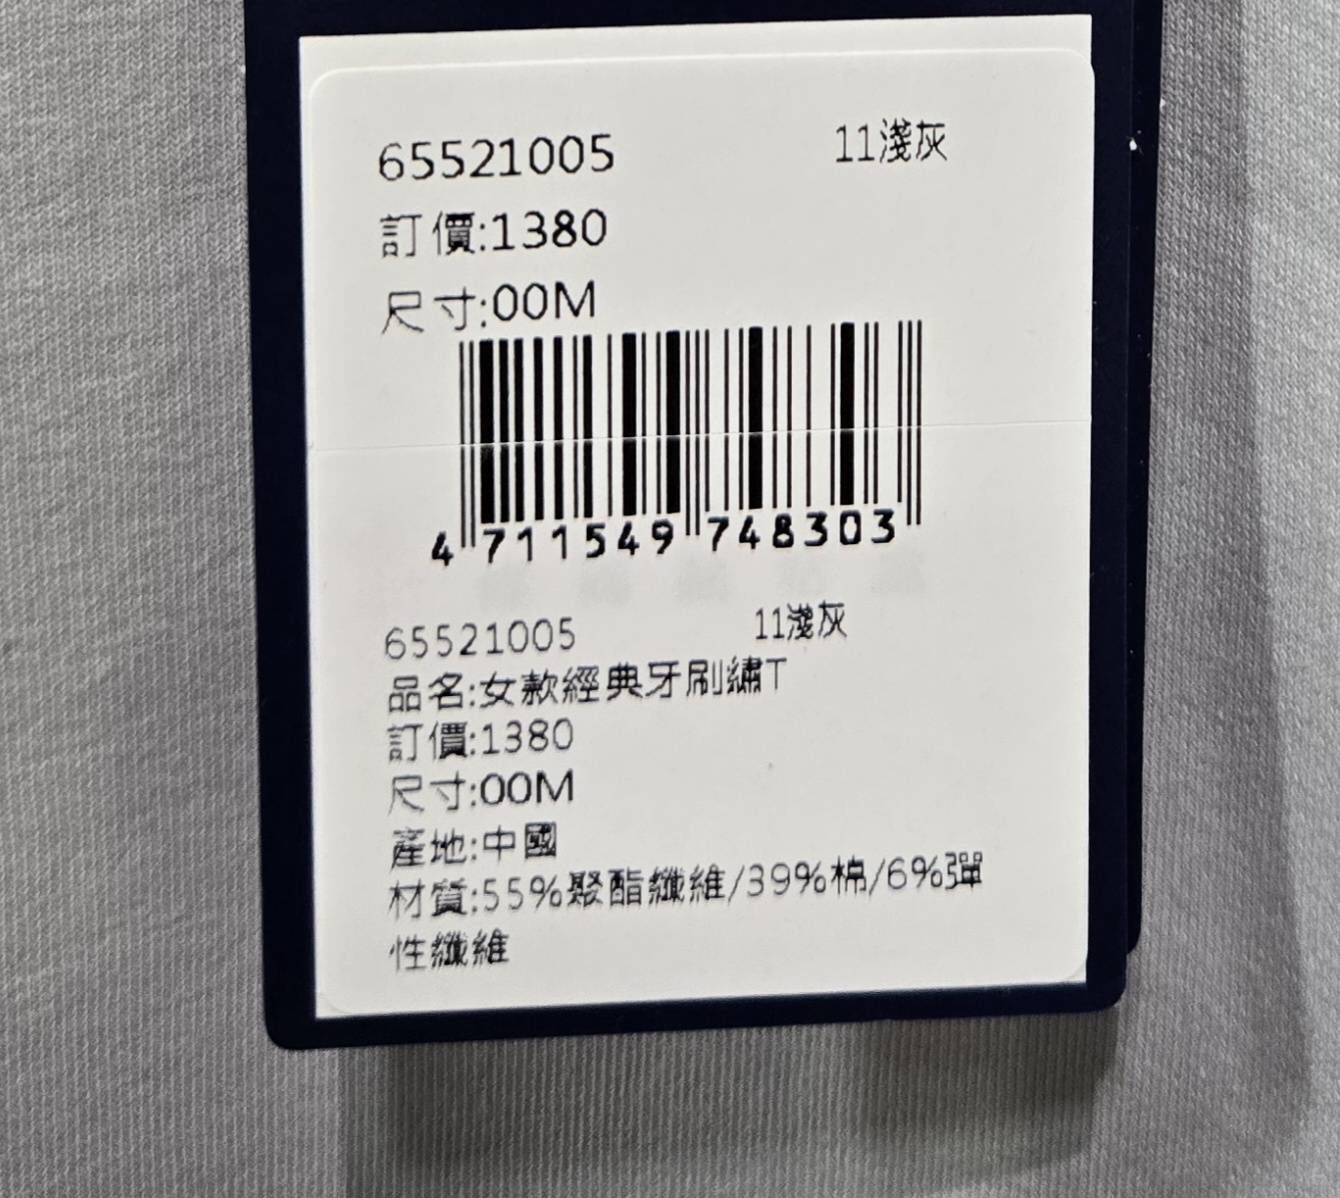 65521005 11淺灰
訂價:1380
尺寸:00M
4 711549 748303
65521005 11淺灰
品名:女款經典牙刷繡T
訂價:1380
尺寸:00M
產地:中國
材質:55%聚酯纖維/39%棉/6%彈
性纖維